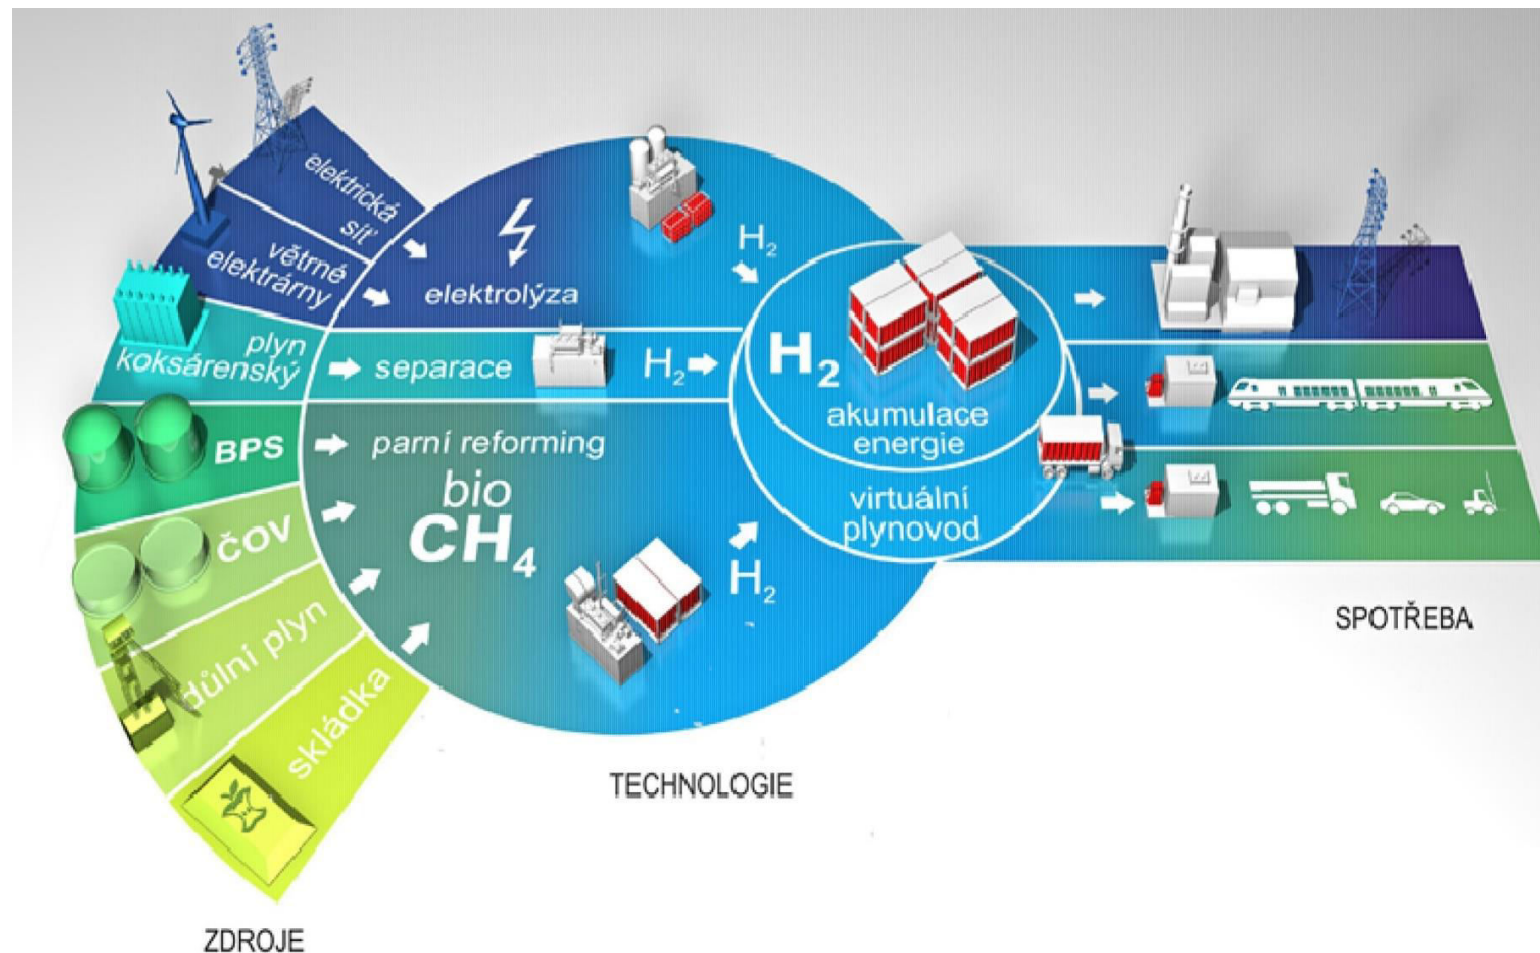 elektrická
síť
větrné
elektrárny
plyn
koksárenský
BPS
ČOV
důlní plyn
skládka
ZDROJE
elektrolýza
H2
separace
H2
parní reforming
bio
CH4
H2
TECHNOLOGIE
H2
akumulace
energie
virtuální
plynovod
SPOTŘEBA